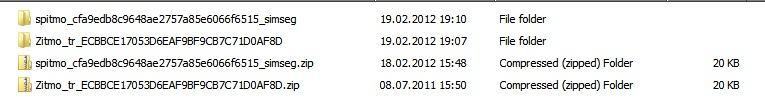 spitmo_cfa9edb8c9648ae2757a85e6066f6515_simseg 19.02.2012 19:10 File folder
Zitmo_tr_ECBBCE17053D6EAF9BF9CB7C71D0AF8D 19.02.2012 19:07 File folder
spitmo_cfa9edb8c9648ae2757a85e6066f6515_simseg.zip 18.02.2012 15:48 Compressed (zipped) Folder 20 KB
Zitmo_tr_ECBBCE17053D6EAF9BF9CB7C71D0AF8D.zip 08.07.2011 15:50 Compressed (zipped) Folder 20 KB